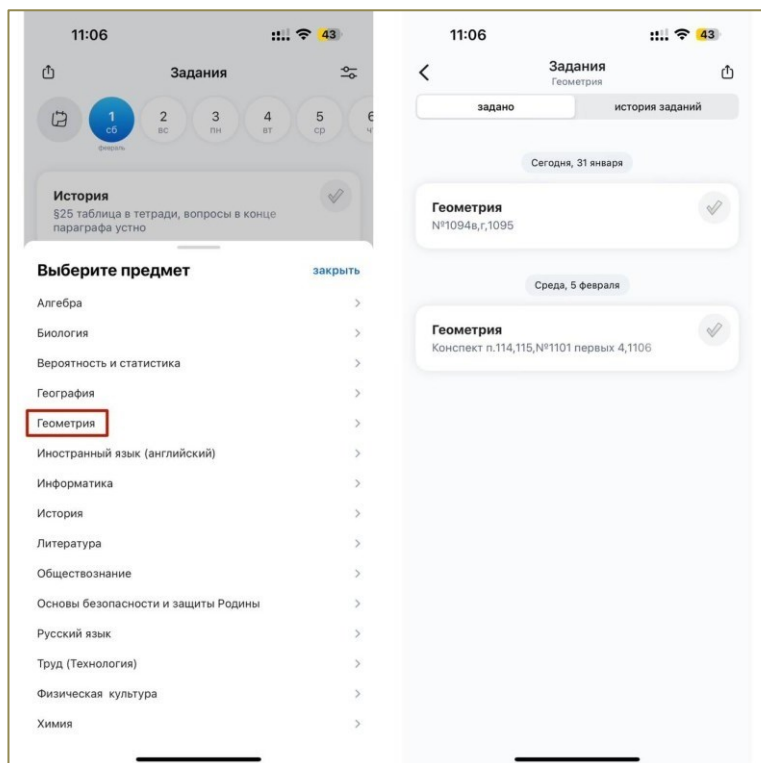 11:06
43
Задания
1
сб
февраль
2
вс
3
пн
4
вт
5
ср
6
История
§25 таблица в тетради, вопросы в конце
параграфа устно
Выберите предмет
закрыть
Алгебра
Биология
Вероятность и статистика
География
Геометрия
Иностранный язык (английский)
Информатика
История
Литература
Обществознание
Основы безопасности и защиты Родины
Русский язык
Труд (Технология)
Физическая культура
Химия
11:06
43
Задания
Геометрия
задано
история заданий
Сегодня, 31 января
Геометрия
№1094в,г,1095
Среда, 5 февраля
Геометрия
Конспект п.114,115,№1101 первых 4,1106